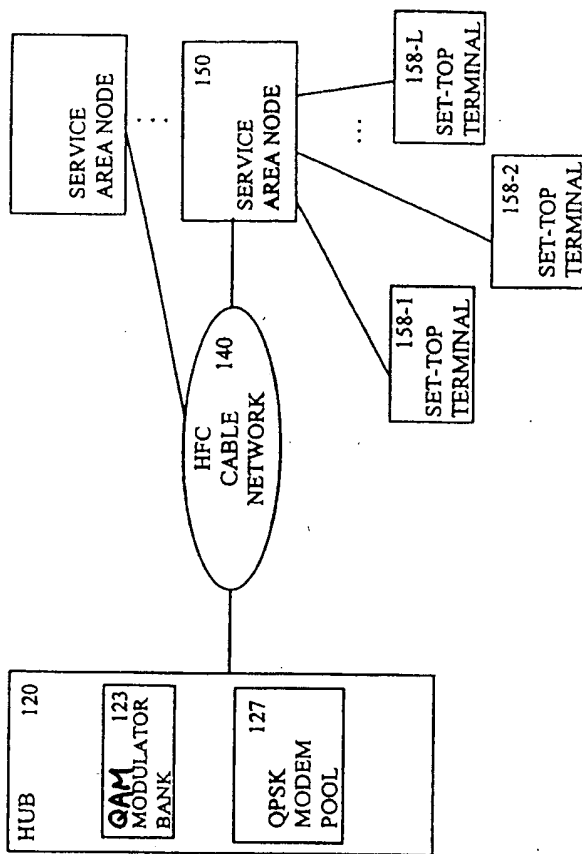 HUB 120
QAM 123
MODULATOR
BANK
127
QPSK
MODEM
POOL
HFC
CABLE 140
NETWORK
SERVICE
AREA NODE
150
SERVICE
AREA NODE
158-1
SET-TOP
TERMINAL
158-2
SET-TOP
TERMINAL
158-L
SET-TOP
TERMINAL